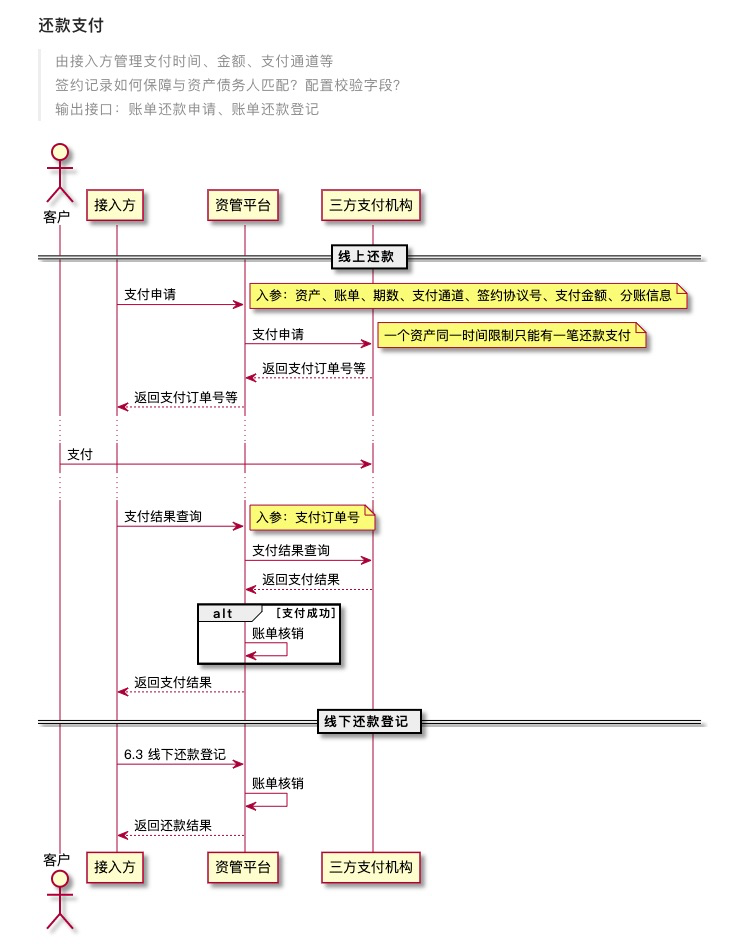 还款支付
由接入方管理支付时间、金额、支付通道等
签约记录如何保障与资产债务人匹配？配置校验字段？
输出接口：账单还款申请、账单还款登记
客户
接入方
资管平台
三方支付机构
线上还款
支付申请
入参：资产、账单、期数、支付通道、签约协议号、支付金额、分账信息
支付申请
一个资产同一时间限制只能有一笔还款支付
返回支付订单号等
返回支付订单号等
支付
支付结果查询
入参：支付订单号
支付结果查询
返回支付结果
alt
[支付成功]
账单核销
返回支付结果
线下还款登记
6.3 线下还款登记
账单核销
返回还款结果
客户
接入方
资管平台
三方支付机构